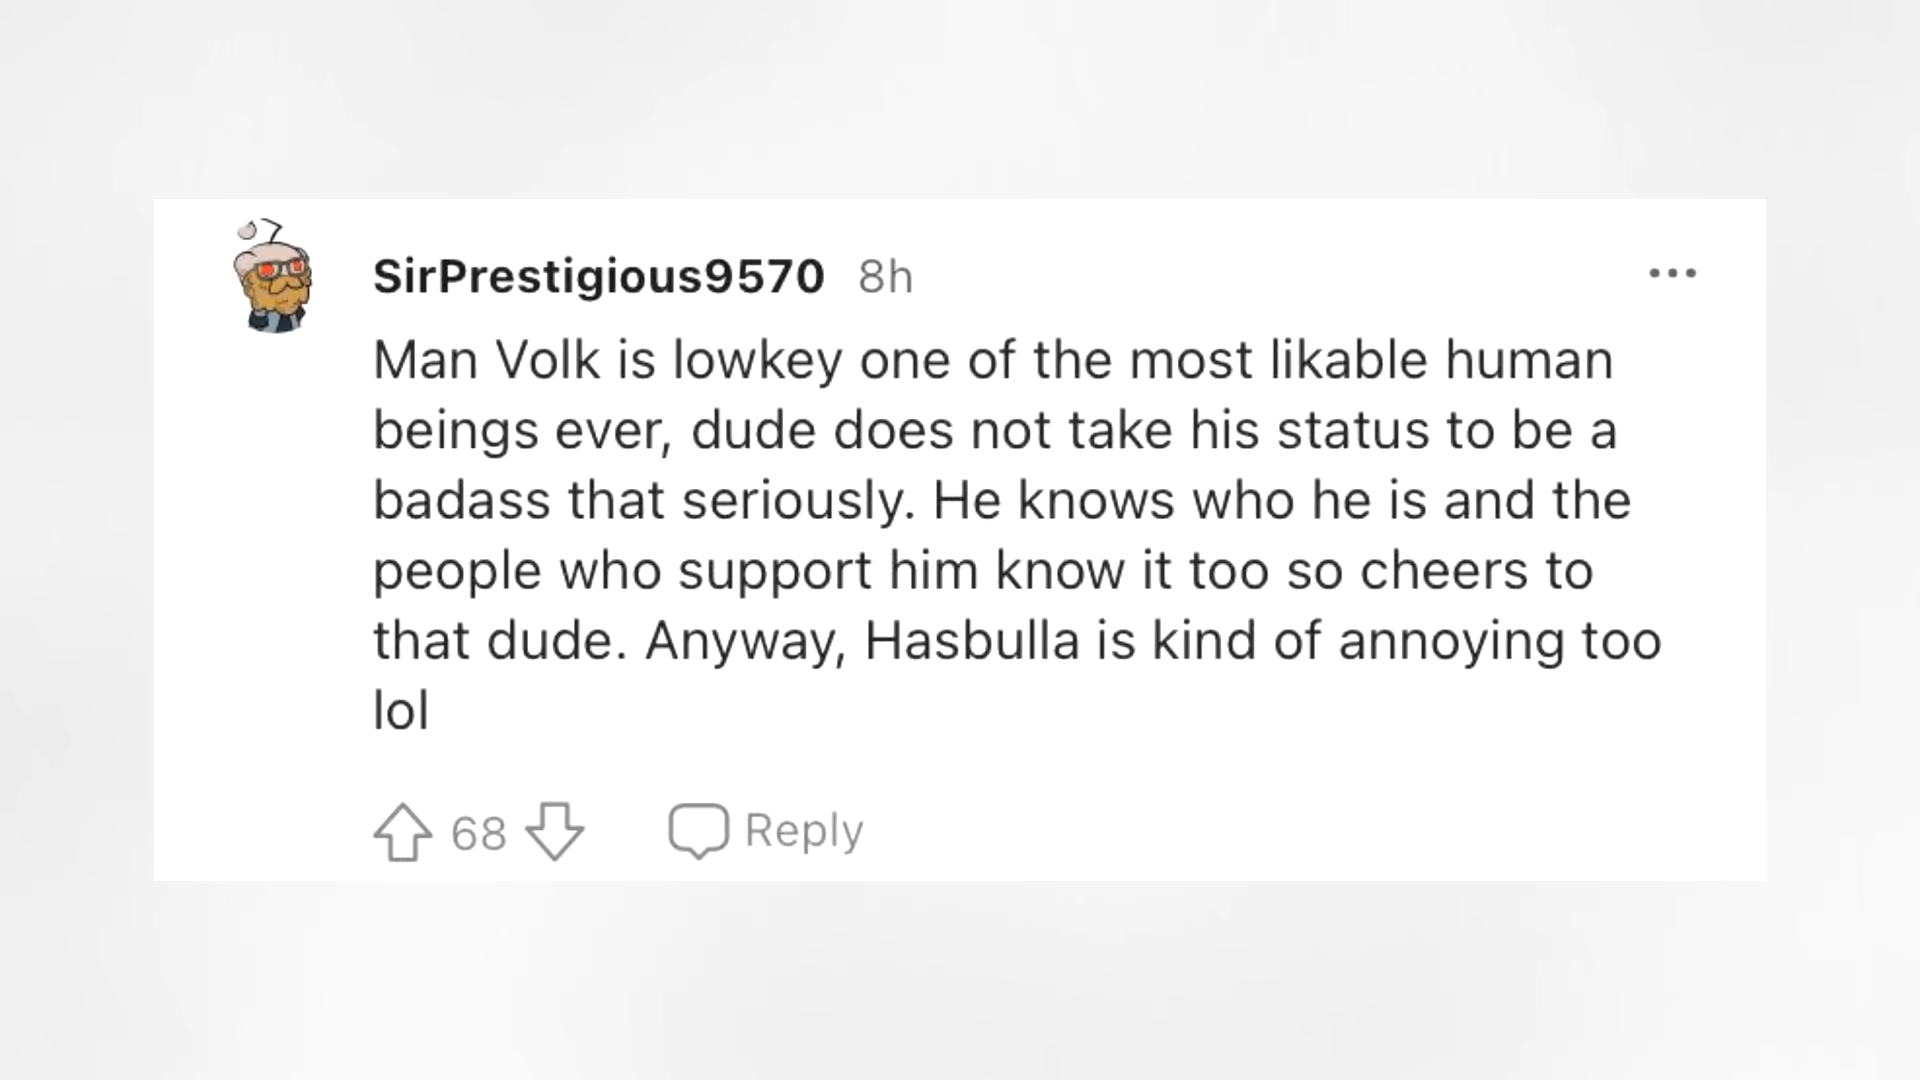 SirPrestigious9570 8h
Man Volk is lowkey one of the most likable human
beings ever, dude does not take his status to be a
badass that seriously. He knows who he is and the
people who support him know it too so cheers to
that dude. Anyway, Hasbulla is kind of annoying too
lol
68 Reply